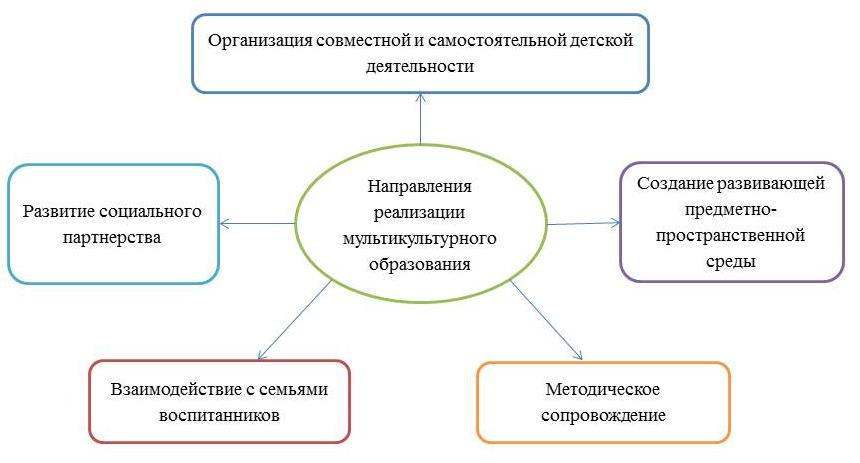 Организация совместной и самостоятельной детской
деятельности
Развитие социального
партнерства
Направления
реализации
мультикультурного
образования
Создание развивающей
предметно-
пространственной
среды
Взаимодействие с семьями
воспитанников
Методическое
сопровождение